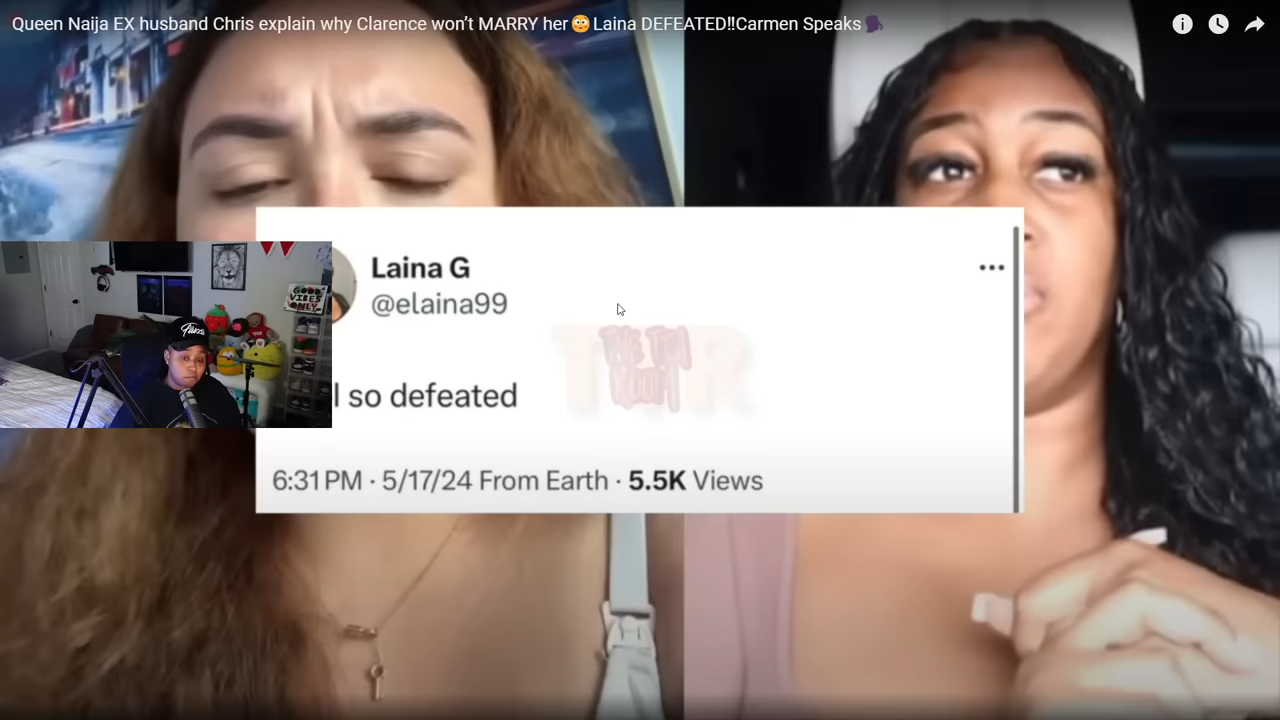 Queen Naija EX husband Chris explain why Clarence won’t MARRY her😳Laina DEFEATED‼Carmen Speaks🗣
Laina G
@elaina99
GOOD
VIBES
ONLY
l so defeated
6:31 PM · 5/17/24 From Earth · 5.5K Views